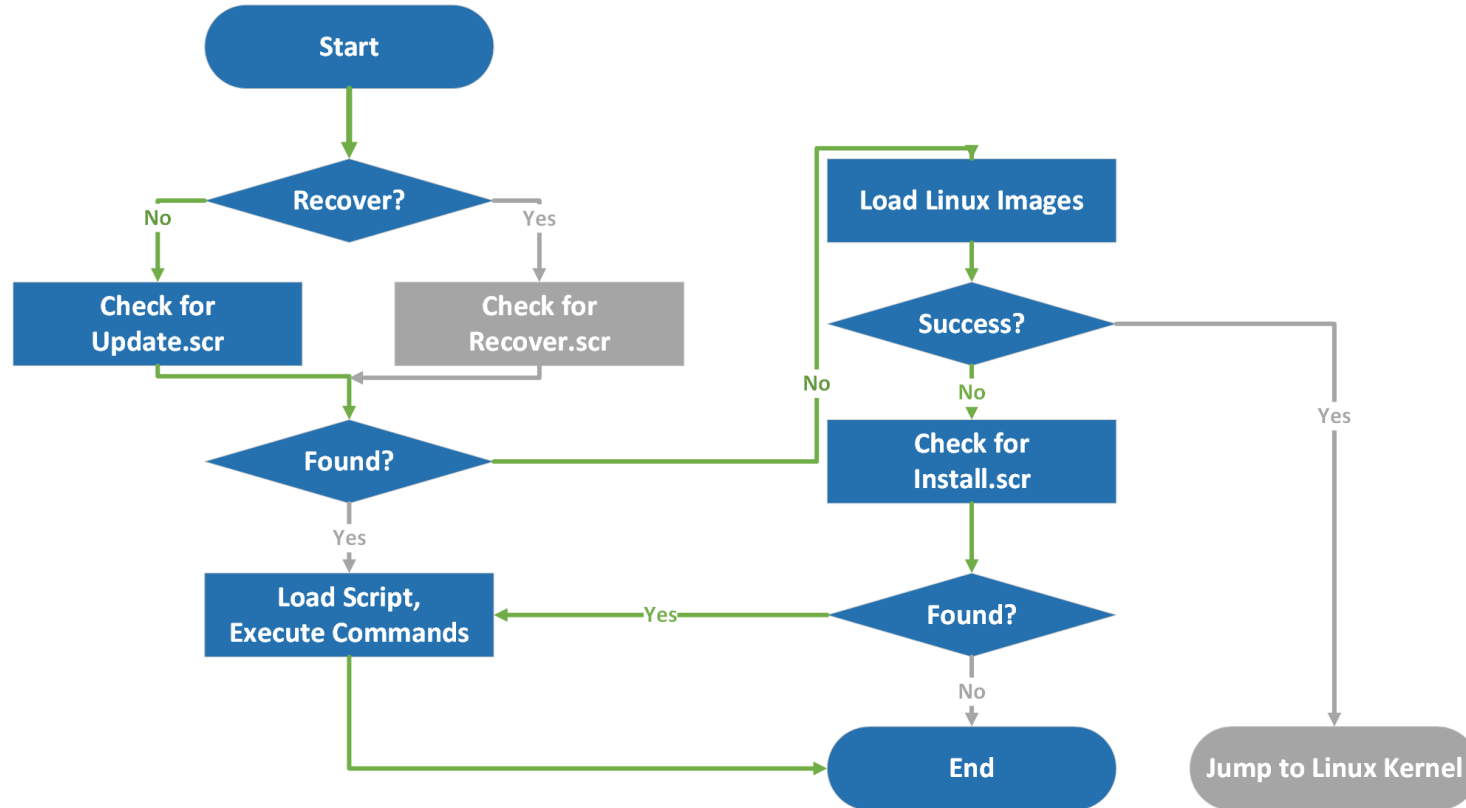 Start
Recover?
No
Yes
Check for
Update.scr
Check for
Recover.scr
Found?
Yes
Load Script,
Execute Commands
No
Load Linux Images
Success?
No
Yes
Check for
Install.scr
Found?
Yes
No
End
Jump to Linux Kernel